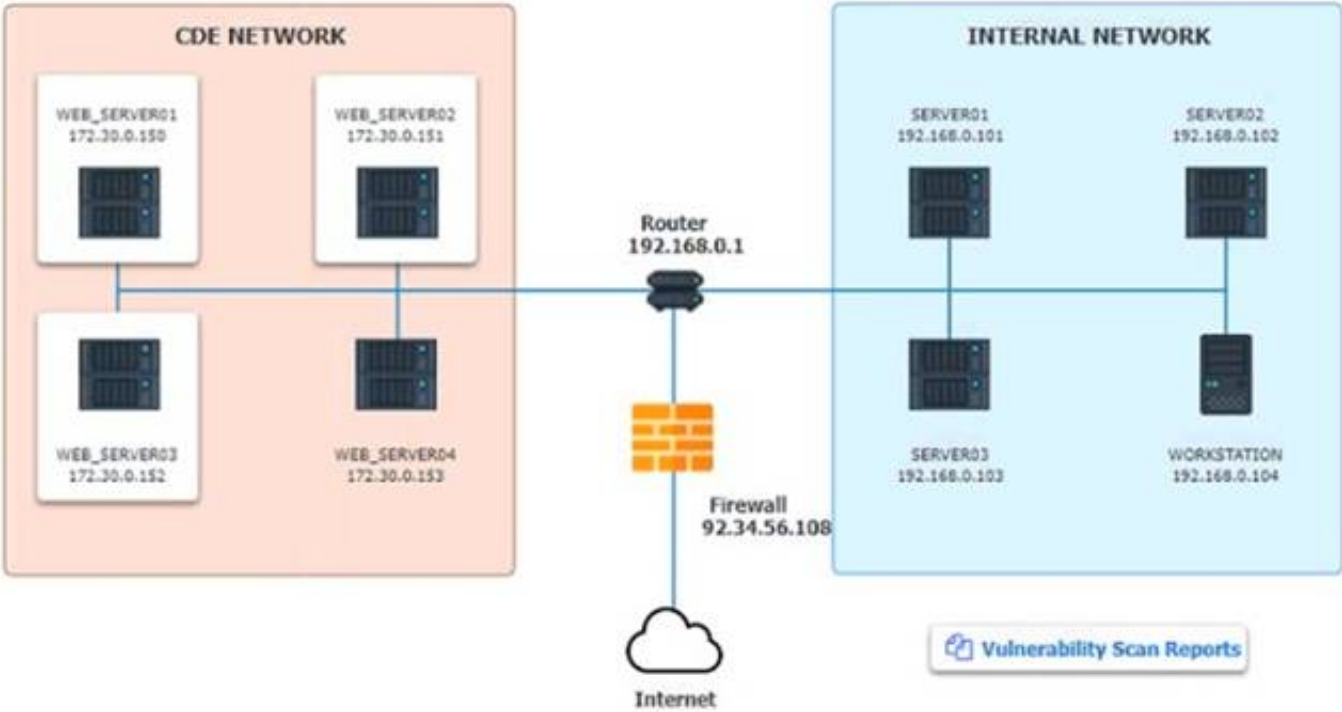 CDE NETWORK
WEB_SERVER01
172.30.0.150
WEB_SERVER02
172.30.0.151
WEB_SERVER03
172.30.0.152
WEB_SERVER04
172.30.0.153
Router
192.168.0.1
Firewall
92.34.56.108
Internet
INTERNAL NETWORK
SERVER01
192.168.0.101
SERVER02
192.168.0.102
SERVER03
192.168.0.103
WORKSTATION
192.168.0.104
Vulnerability Scan Reports